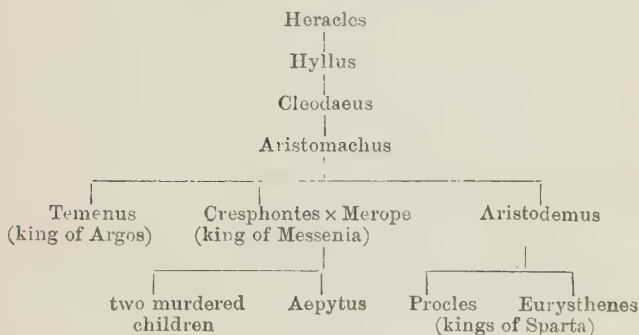 Heracles
Hyllus
Cleodaeus
Aristomachus
Temenus Cresphontes × Merope Aristodemus
(king of Argos) (king of Messenia)
two murdered Aepytus Procles Eurysthenes
children (kings of Sparta)